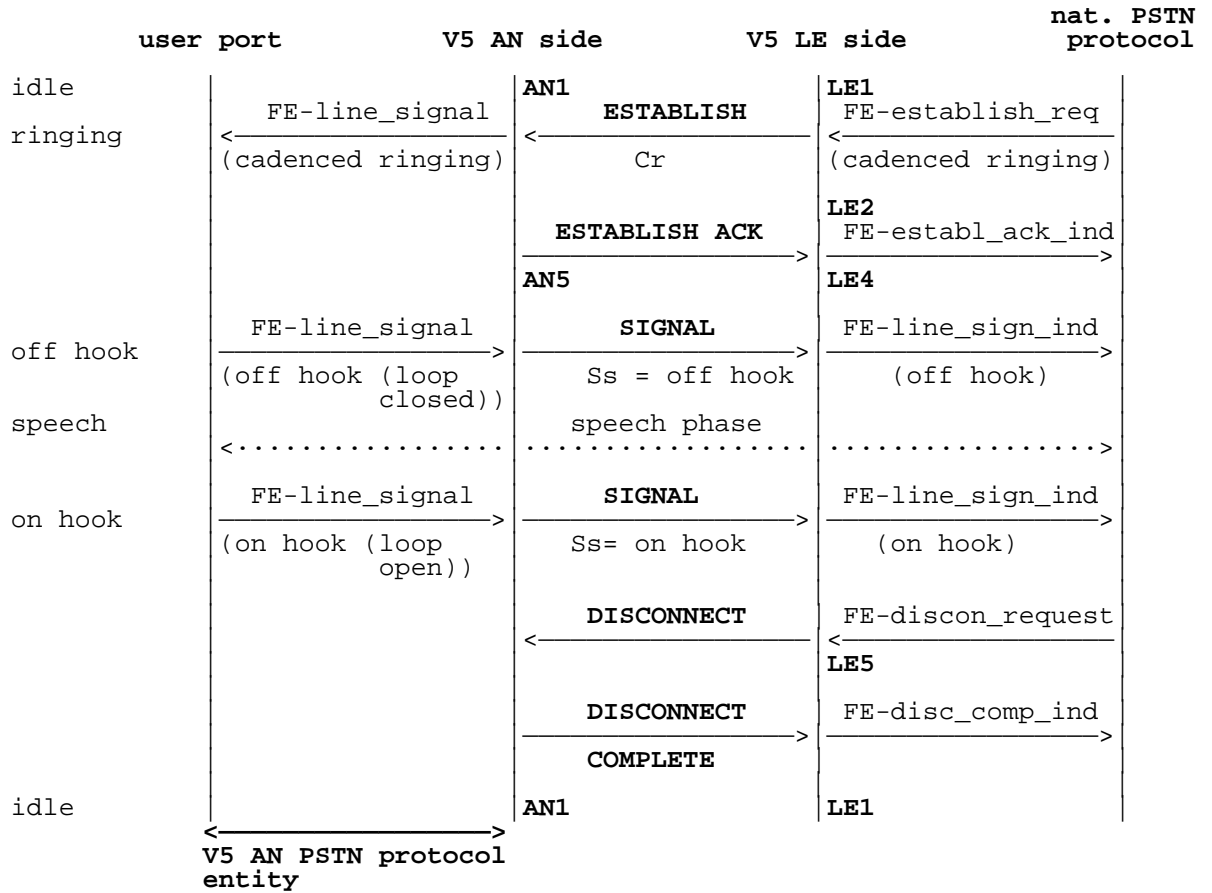 nat. PSTN
user port V5 AN side V5 LE side protocol
idle AN1 LE1
FE-line_signal ESTABLISH FE-establish_req
ringing
(cadenced ringing) Cr (cadenced ringing)
LE2
ESTABLISH ACK FE-establ_ack_ind
AN5 LE4
FE-line_signal SIGNAL FE-line_sign_ind
off hook
(off hook (loop Ss = off hook (off hook)
closed))
speech speech phase
FE-line_signal SIGNAL FE-line_sign_ind
on hook
(on hook (loop Ss= on hook (on hook)
open))
DISCONNECT FE-discon_request
LE5
DISCONNECT FE-disc_comp_ind
COMPLETE
idle AN1 LE1
V5 AN PSTN protocol
entity